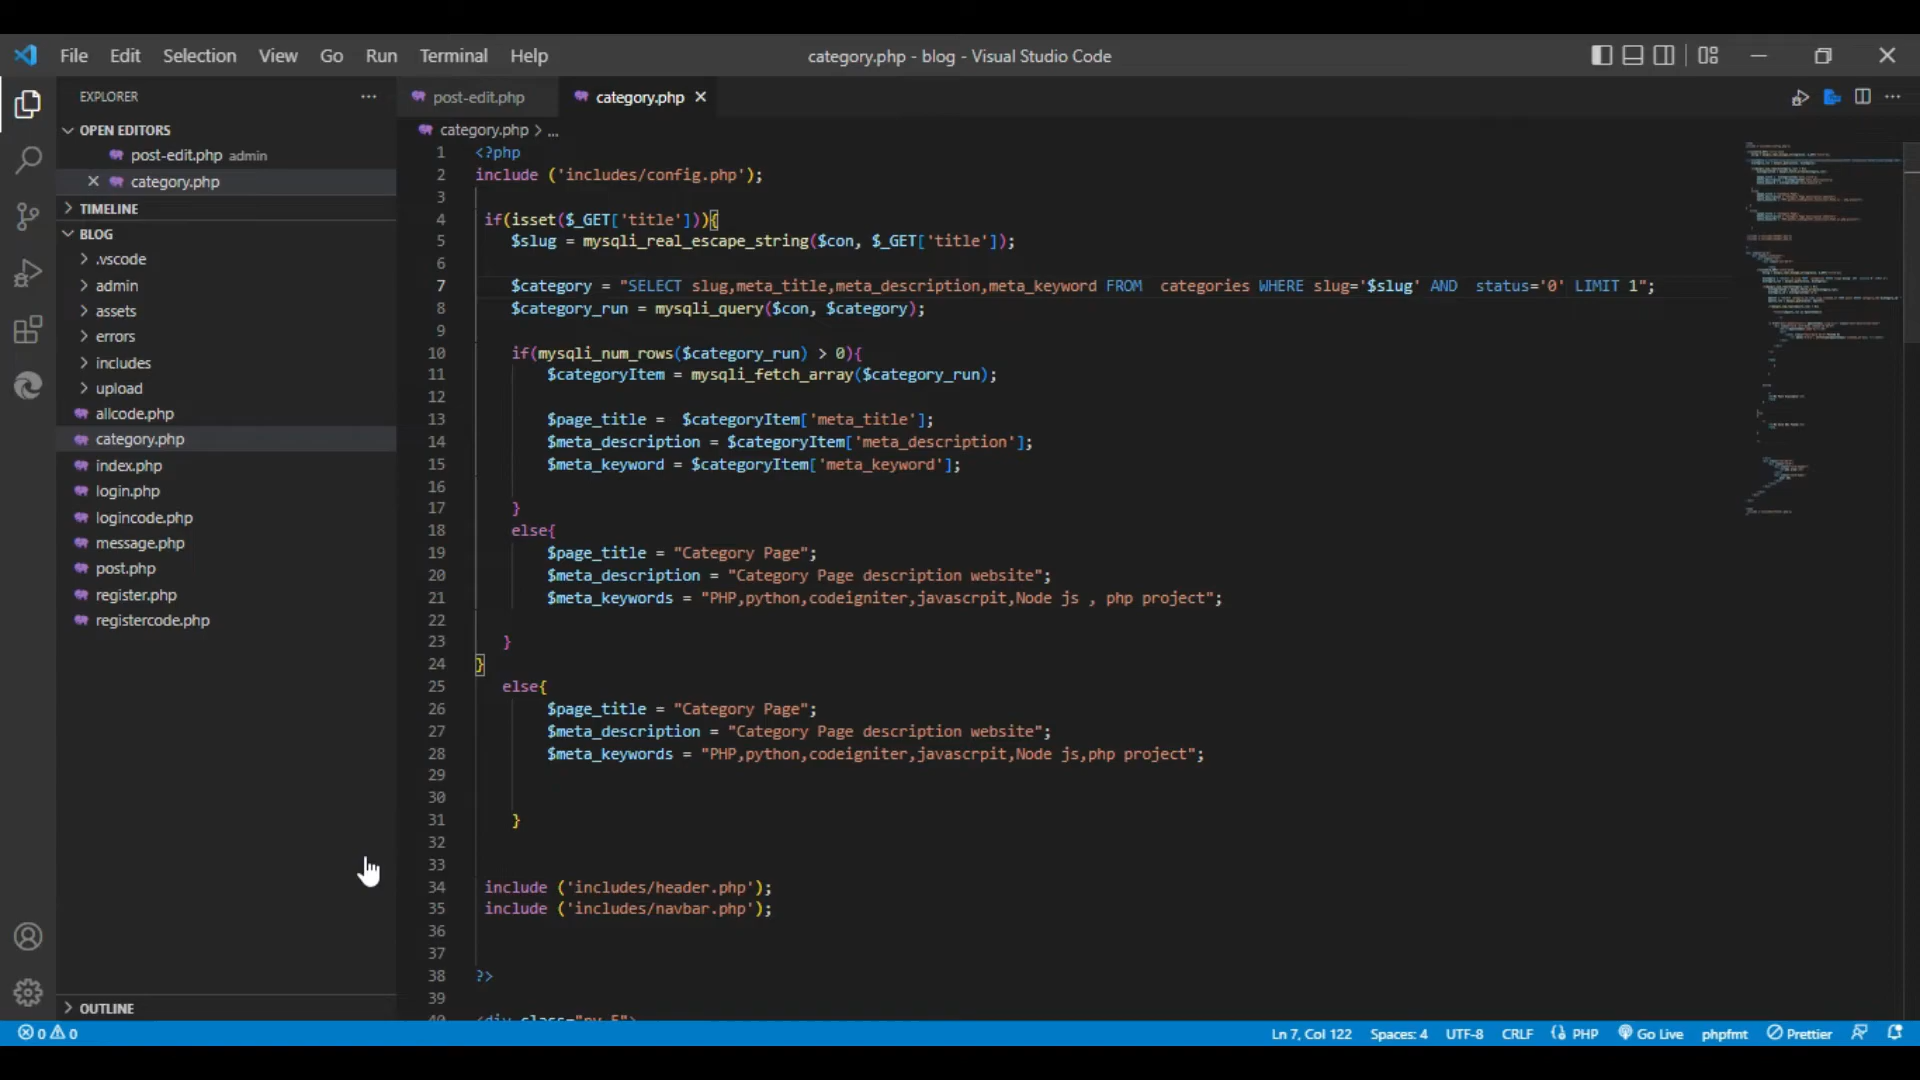 File Edit Selection View Go Run Terminal Help
category.php - blog - Visual Studio Code
EXPLORER
OPEN EDITORS
post-edit.php admin
category.php
TIMELINE
BLOG
.vscode
admin
assets
errors
includes
upload
allcode.php
category.php
index.php
login.php
logincode.php
message.php
post.php
register.php
registercode.php
OUTLINE
post-edit.php
category.php
category.php > ...
1 <?php
2 include ('includes/config.php');
3
4 if(isset($_GET['title'])){
5 $slug = mysqli_real_escape_string($con, $_GET['title']);
6
7 $category = "SELECT slug,meta_title,meta_description,meta_keyword FROM  categories WHERE slug='$slug' AND  status='0' LIMIT 1";
8 $category_run = mysqli_query($con, $category);
9
10 if(mysqli_num_rows($category_run) > 0){
11 $categoryItem = mysqli_fetch_array($category_run);
12
13 $page_title =  $categoryItem['meta_title'];
14 $meta_description = $categoryItem['meta_description'];
15 $meta_keyword = $categoryItem['meta_keyword'];
16
17 }
18 else{
19 $page_title = "Category Page";
20 $meta_description = "Category Page description website";
21 $meta_keywords = "PHP,python,codeigniter,javascrpit,Node js , php project";
22
23 }
24 }
25 else{
26 $page_title = "Category Page";
27 $meta_description = "Category Page description website";
28 $meta_keywords = "PHP,python,codeigniter,javascrpit,Node js,php project";
29
30
31 }
32
33
34 include ('includes/header.php');
35 include ('includes/navbar.php');
36
37
38 ?>
39
40 <div class="py-5">
0 0
Ln 7, Col 122 Spaces: 4 UTF-8 CRLF PHP Go Live phpfmt Prettier